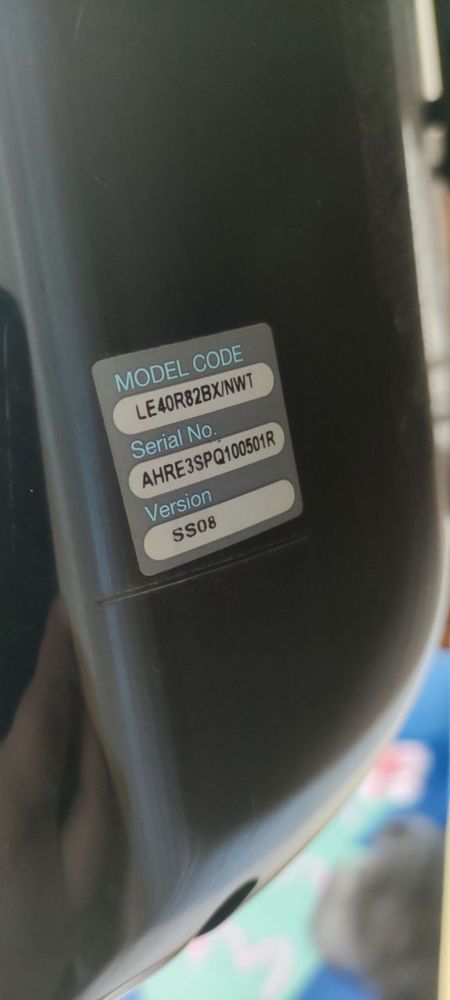 MODEL CODE
LE40R82BX/NWT
Serial No.
AHRE3SPQ100501R
Version
SS08